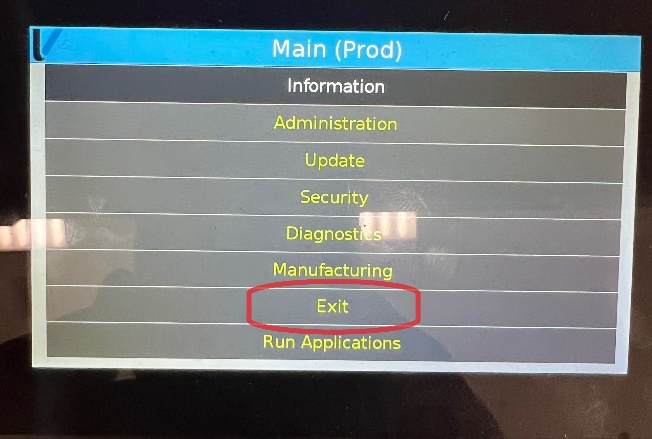 Main (Prod)
Information
Administration
Update
Security
Diagnostics
Manufacturing
Exit
Run Applications